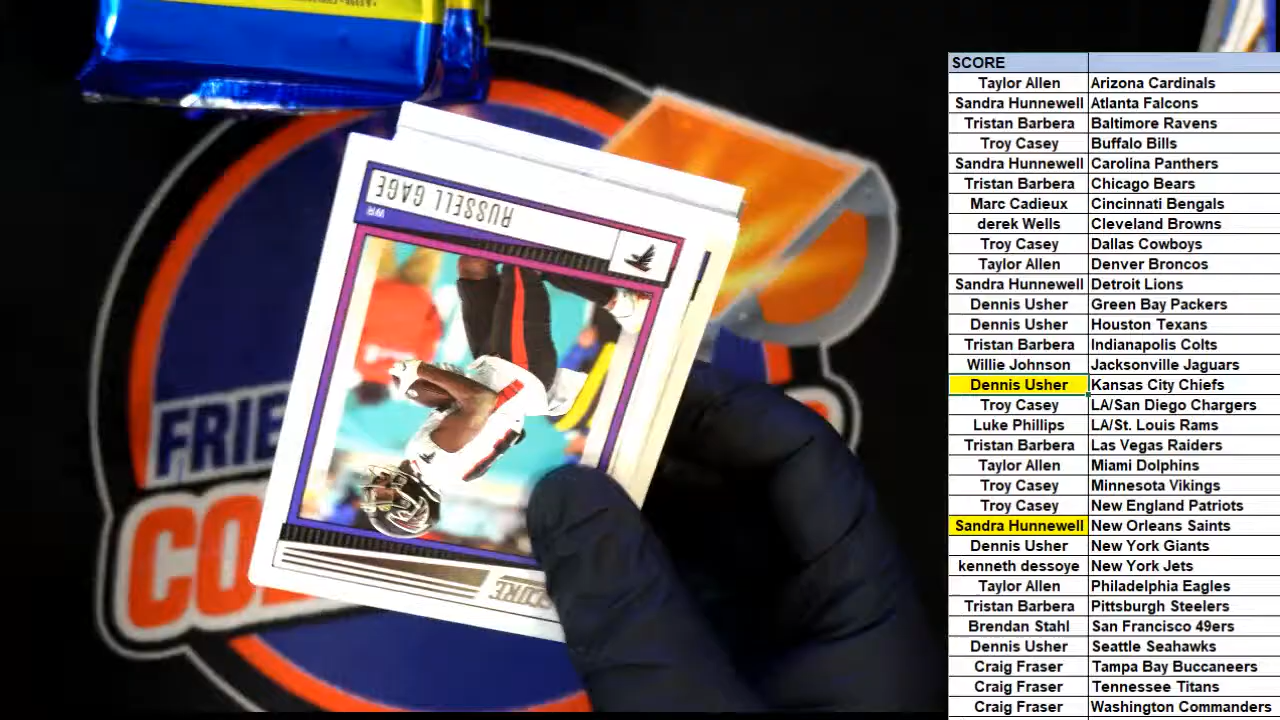 RUSSELL GAGE
WR
SCORE
FRIE
CO
SCORE
Taylor Allen Arizona Cardinals
Sandra Hunnewell Atlanta Falcons
Tristan Barbera Baltimore Ravens
Troy Casey Buffalo Bills
Sandra Hunnewell Carolina Panthers
Tristan Barbera Chicago Bears
Marc Cadieux Cincinnati Bengals
derek Wells Cleveland Browns
Troy Casey Dallas Cowboys
Taylor Allen Denver Broncos
Sandra Hunnewell Detroit Lions
Dennis Usher Green Bay Packers
Dennis Usher Houston Texans
Tristan Barbera Indianapolis Colts
Willie Johnson Jacksonville Jaguars
Dennis Usher Kansas City Chiefs
Troy Casey LA/San Diego Chargers
Luke Phillips LA/St. Louis Rams
Tristan Barbera Las Vegas Raiders
Taylor Allen Miami Dolphins
Troy Casey Minnesota Vikings
Troy Casey New England Patriots
Sandra Hunnewell New Orleans Saints
Dennis Usher New York Giants
kenneth dessoye New York Jets
Taylor Allen Philadelphia Eagles
Tristan Barbera Pittsburgh Steelers
Brendan Stahl San Francisco 49ers
Dennis Usher Seattle Seahawks
Craig Fraser Tampa Bay Buccaneers
Craig Fraser Tennessee Titans
Craig Fraser Washington Commanders